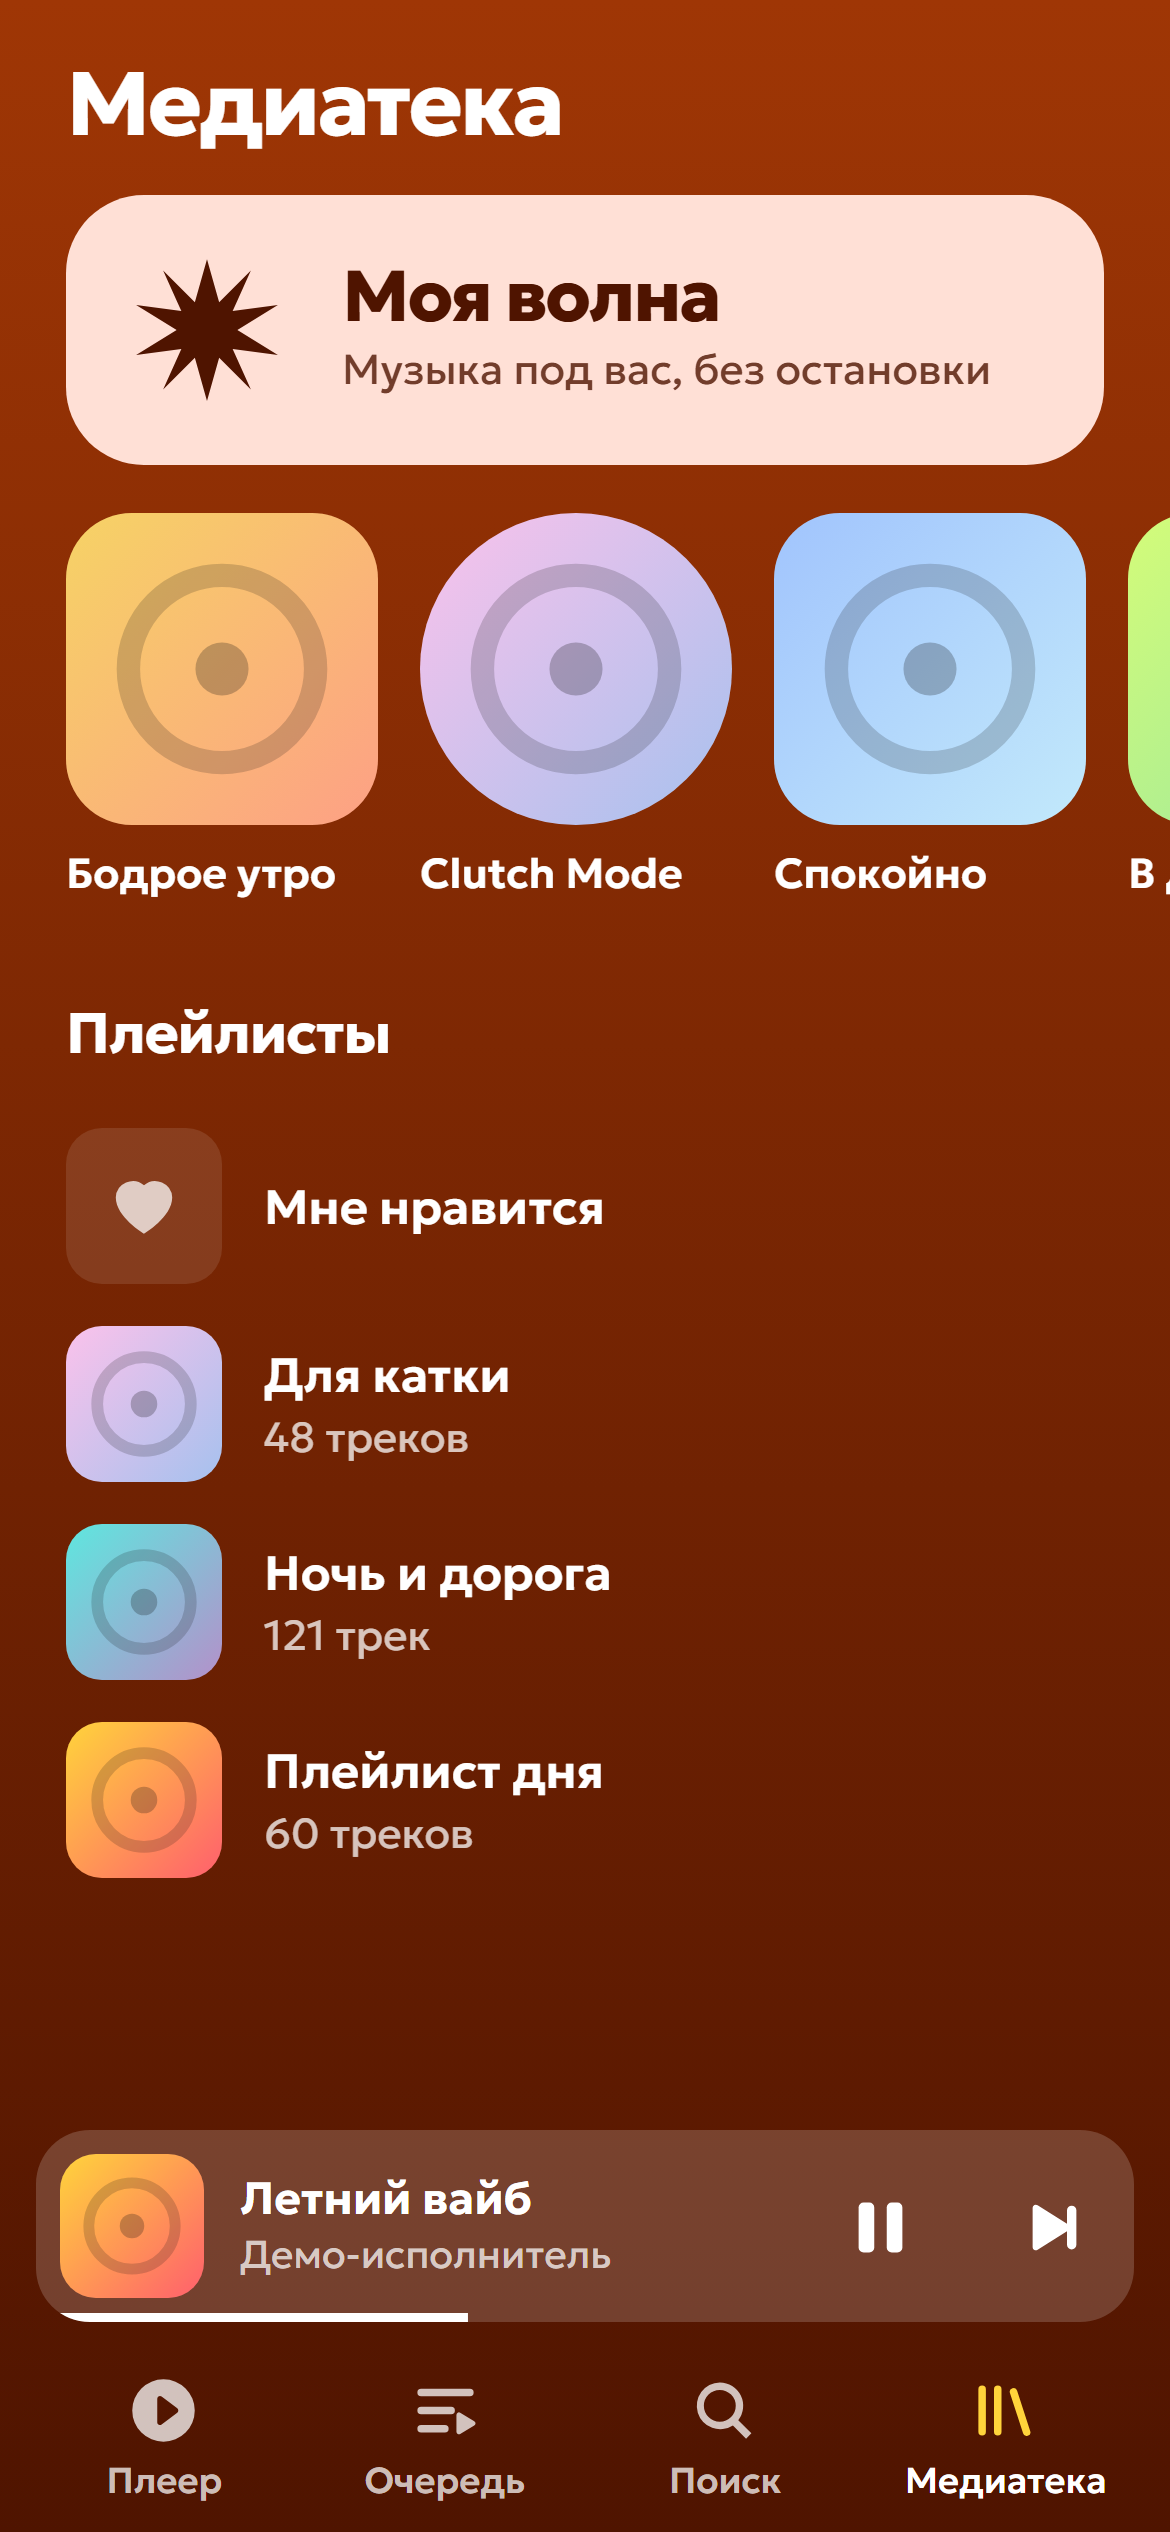 Медиатека
Моя волна
Музыка под вас, без остановки
Бодрое утро
Clutch Mode
Спокойно
В
Плейлисты
Мне нравится
Для катки
48 треков
Ночь и дорога
121 трек
Плейлист дня
60 треков
Летний вайб
Демо-исполнитель
Плеер
Очередь
Поиск
Медиатека